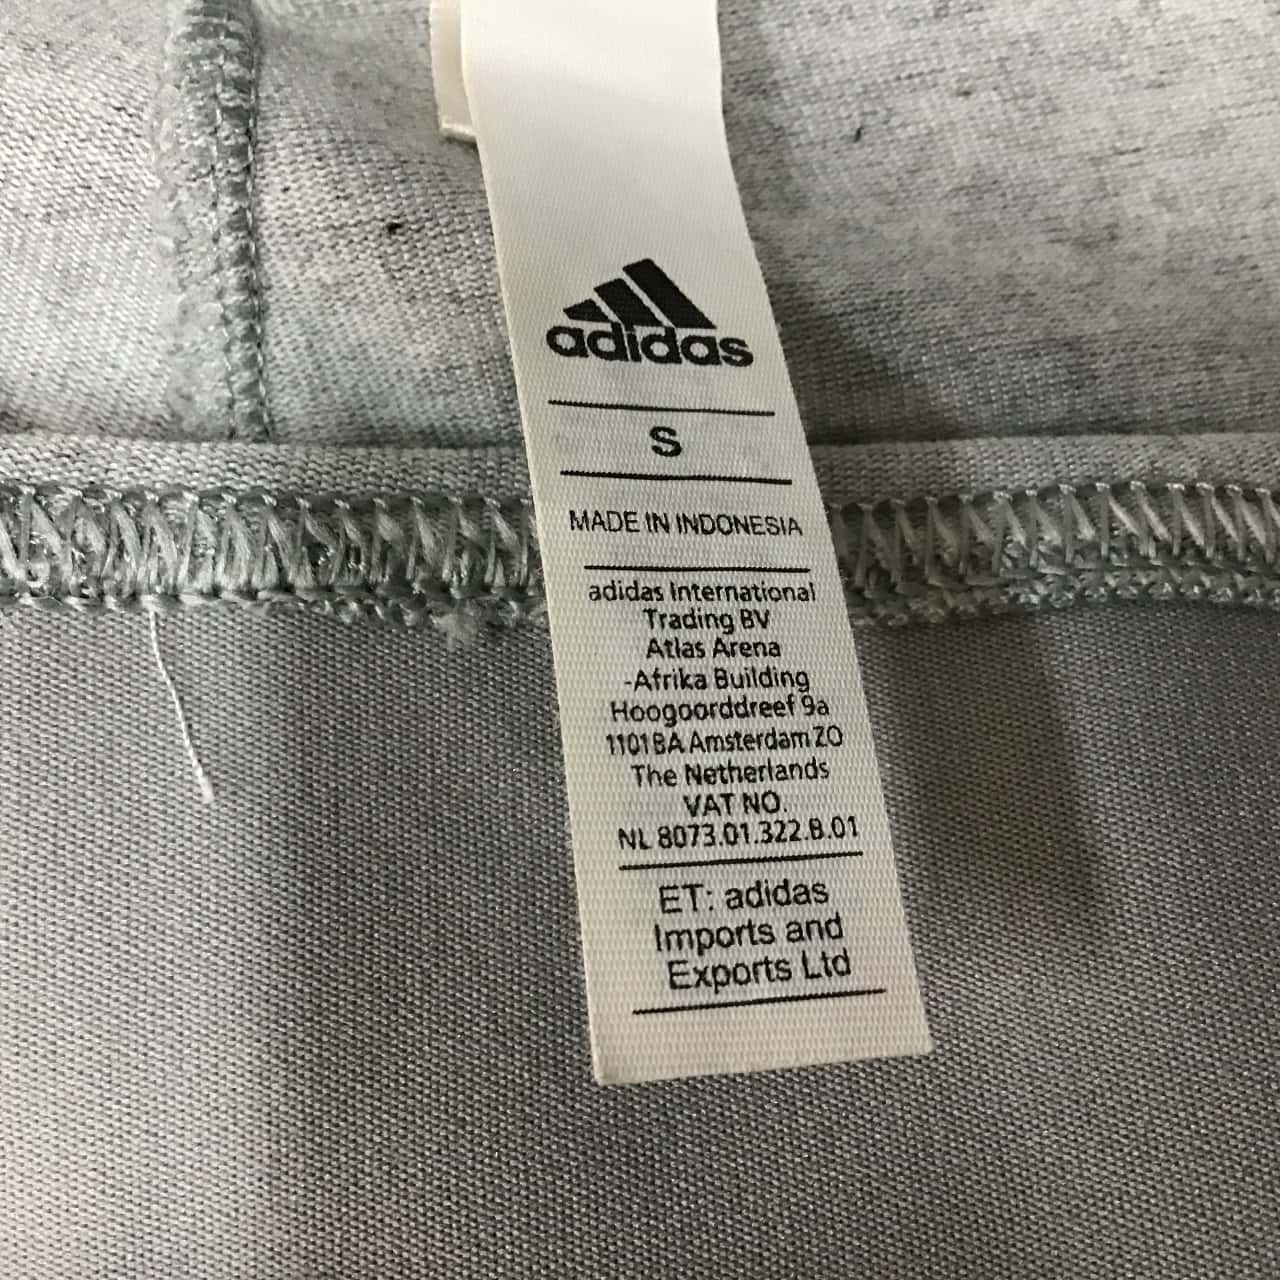 adidas
S
MADE IN INDONESIA
adidas International
Trading BV
Atlas Arena
-Afrika Building
Hoogoorddreef 9a
1101BA Amsterdam ZO
The Netherlands
VAT NO.
NL 8073.01.322.B.01
ET: adidas
Imports and
Exports Ltd